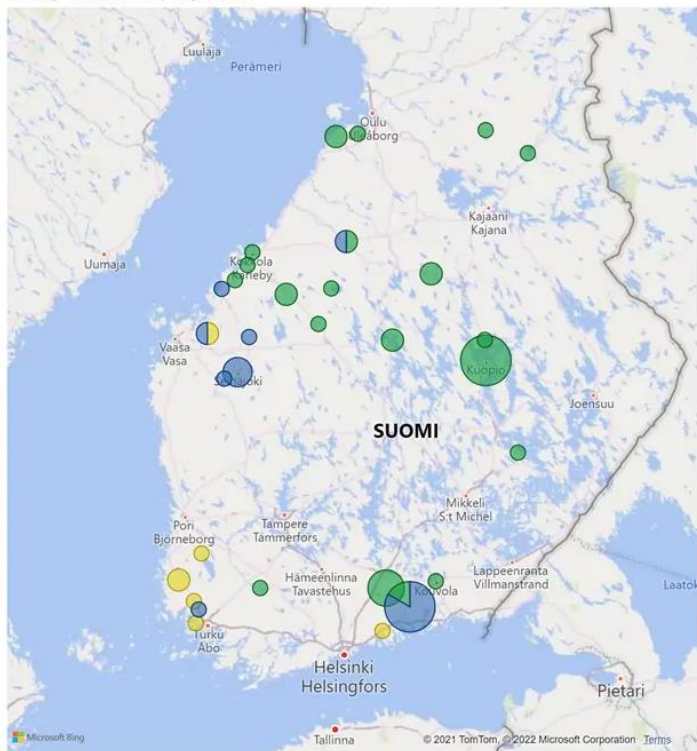 Luulaja
Perämeri
Oulu
Uleåborg
Kajaani
Kajana
Uumaja
Kokkola
Karleby
Vaasa
Vasa
Kuopio
Seinäjoki
Joensuu
SUOMI
Mikkeli
S:t Michel
Pori
Björneborg
Tampere
Tammerfors
Lappeenranta
Villmanstrand
Hämeenlinna
Tavastehus
Kouvola
Laatok
Turku
Åbo
Helsinki
Helsingfors
Pietari
Tallinna
Microsoft Bing
© 2021 TomTom, © 2022 Microsoft Corporation Terms